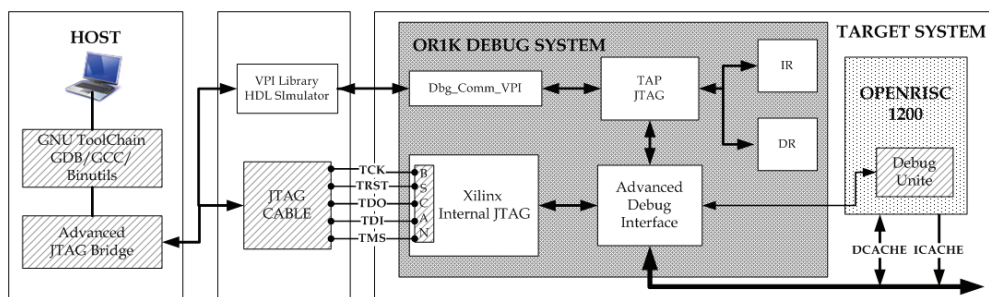 HOST
GNU ToolChain
GDB/GCC/
Binutils
Advanced
JTAG Bridge
VPI Library
HDL SImulator
JTAG
CABLE
TCK
TRST
TDO
TDI
TMS
OR1K DEBUG SYSTEM
Dbg_Comm_VPI
TAP
JTAG
IR
DR
B
S
C
A
N
Xilinx
Internal JTAG
Advanced
Debug
Interface
TARGET SYSTEM
OPENRISC
1200
Debug
Unite
DCACHE
ICACHE